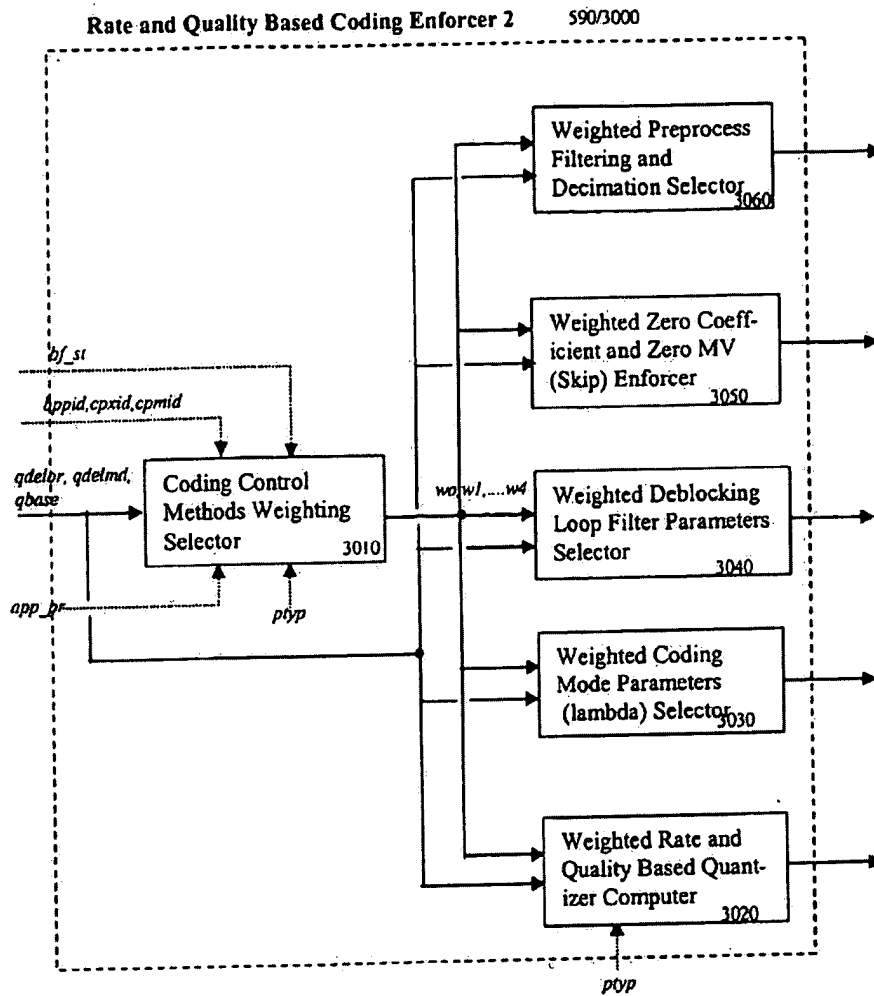 Rate and Quality Based Coding Enforcer 2 590/3000
Weighted Preprocess
Filtering and
Decimation Selector
3060
Weighted Zero Coeff-
icient and Zero MV
(Skip) Enforcer
3050
bf_st
appid,cpxid,cpmid
qdelbr, qdelmd,
qbase
Coding Control
Methods Weighting
Selector
3010
wo,w1,....w4
Weighted Deblocking
Loop Filter Parameters
Selector
3040
app_br
ptyp
Weighted Coding
Mode Parameters
(lambda) Selector
3030
Weighted Rate and
Quality Based Quant-
izer Computer
3020
ptyp